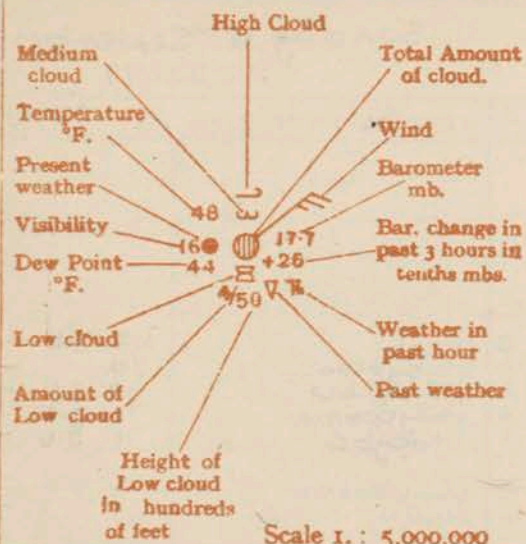 High Cloud
Medium
cloud
Total Amount
of cloud.
Temperature
°F.
Wind
Present
weather
Barometer
mb.
48
Visibility
16
17.7
Bar. change in
past 3 hours in
tenths mbs.
Dew Point
°F.
44
+26
50
Low cloud
Weather in
past hour
Amount of
Low cloud
Past weather
Height of
Low cloud
in hundreds
of feet
Scale 1. : 5,000,000